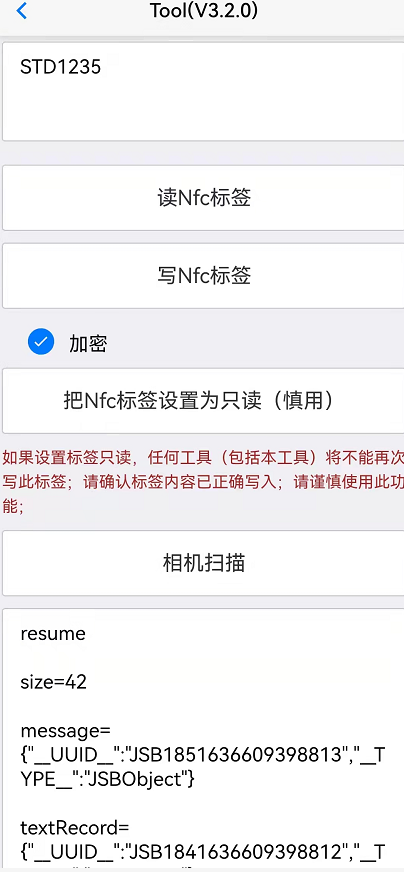 Tool(V3.2.0)
STD1235
读Nfc标签
写Nfc标签
加密
把Nfc标签设置为只读（慎用）
如果设置标签只读，任何工具（包括本工具）将不能再次
写此标签；请确认标签内容已正确写入；请谨慎使用此功
能；
相机扫描
resume
size=42
message=
{"__UUID__":"JSB1851636609398813","__T
YPE__":"JSBObject"}
textRecord=
{"__UUID__":"JSB1841636609398812","__T